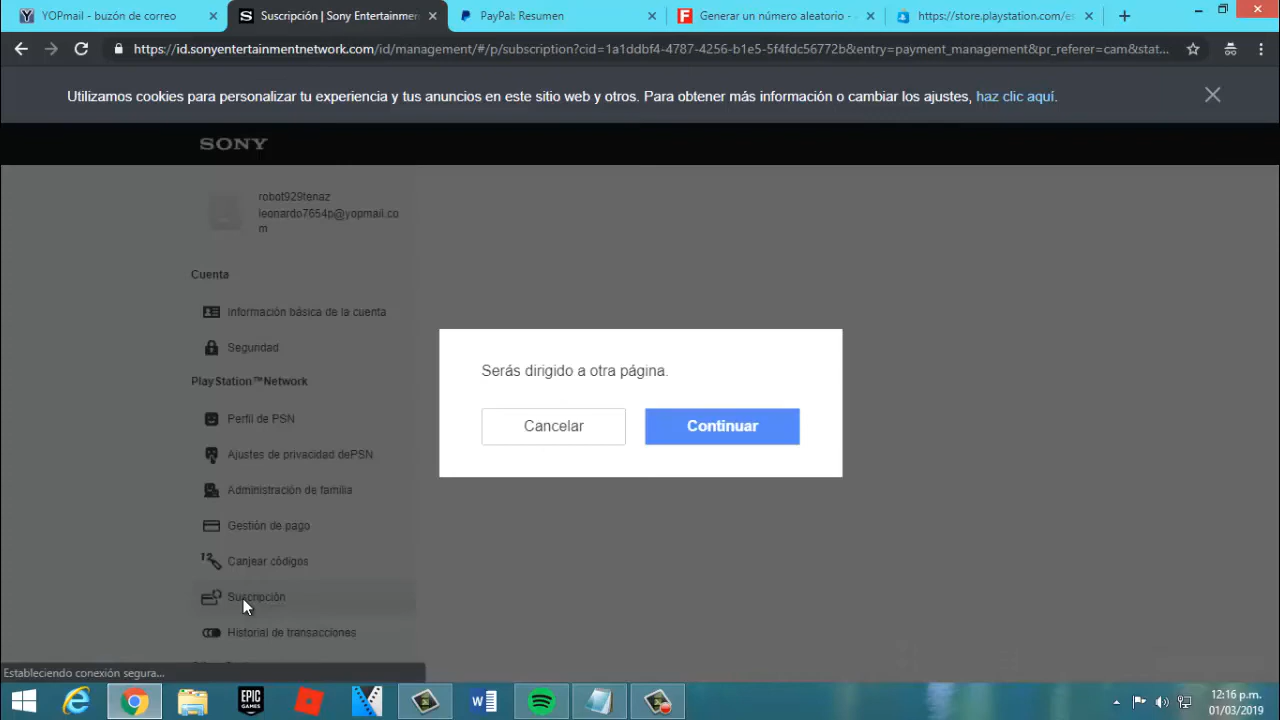 YOPmail - buzón de correo
Suscripción | Sony Entertainmen
PayPal: Resumen
Generar un número aleatorio -
https://store.playstation.com/es
https://id.sonyentertainmentnetwork.com/id/management/#/p/subscription?cid=1a1ddbf4-4787-4256-b1e5-5f4fdc56772b&entry=payment_management&pr_referer=cam&stat...
Utilizamos cookies para personalizar tu experiencia y tus anuncios en este sitio web y otros. Para obtener más información o cambiar los ajustes, haz clic aquí.
SONY
robot929tenaz
leonardo7654p@yopmail.co
m
Cuenta
Información básica de la cuenta
Seguridad
PlayStation™Network
Perfil de PSN
Ajustes de privacidad dePSN
Administración de familia
Gestión de pago
Canjear códigos
Suscripción
Historial de transacciones
Serás dirigido a otra página.
Cancelar
Continuar
Estableciendo conexión segura...
EPIC
GAMES
12:16 p.m.
01/03/2019